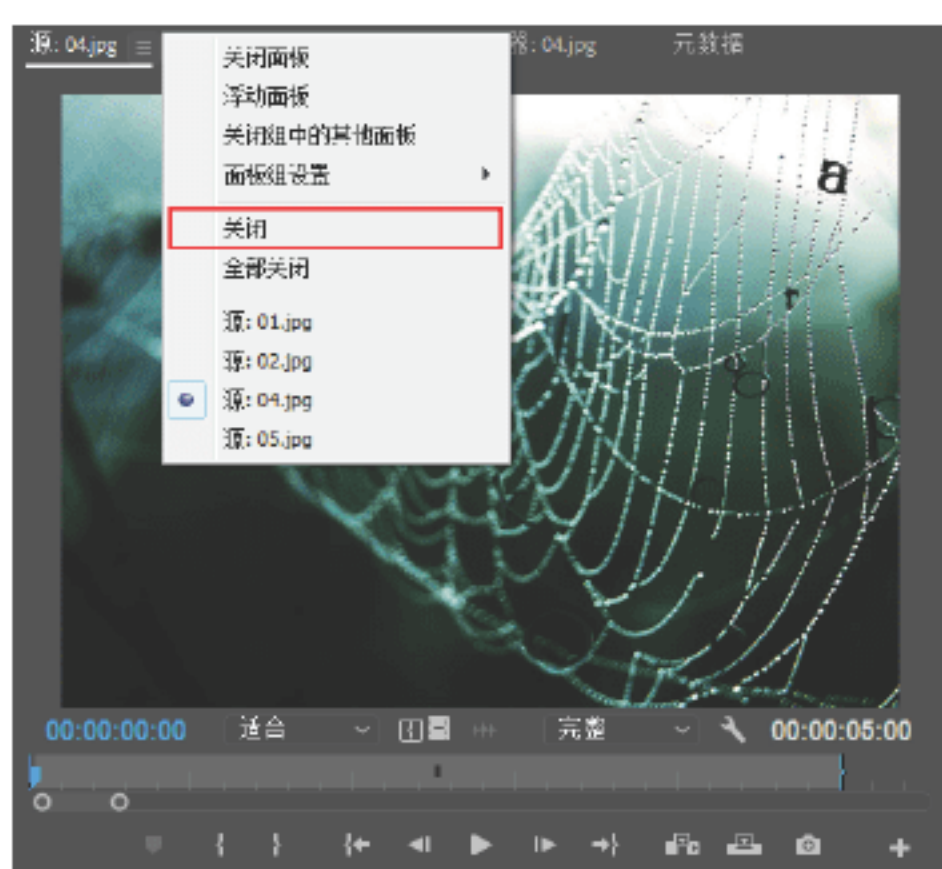 源: 04.jpg
器: 04.jpg
元数据
关闭面板
浮动面板
关闭组中的其他面板
面板组设置
关闭
全部关闭
源: 01.jpg
源: 02.jpg
源: 04.jpg
源: 05.jpg
a
r
00:00:00:00
适合
完整
00:00:05:00